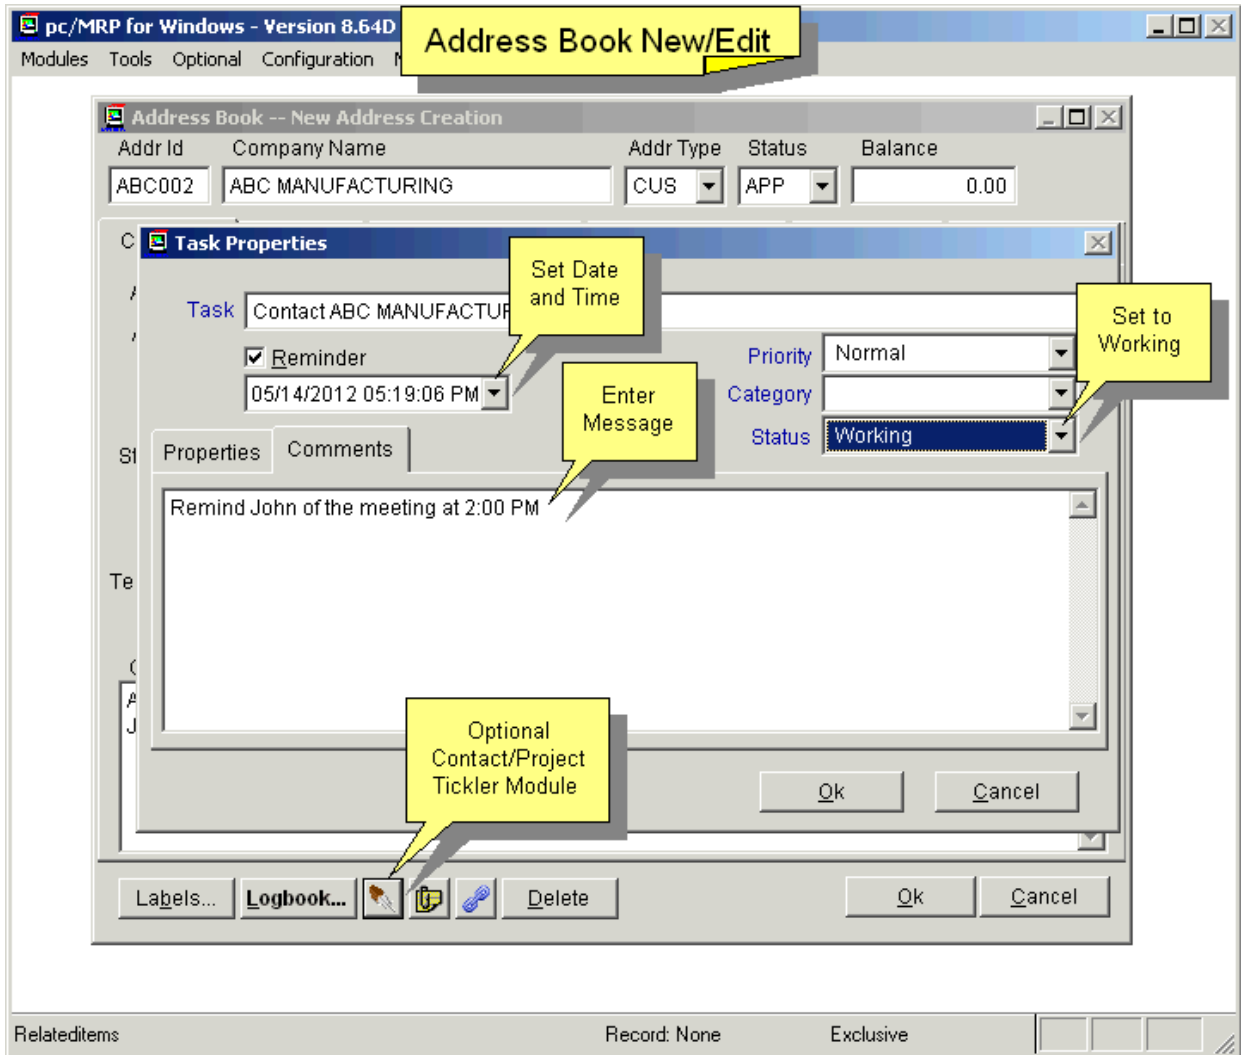 pc/MRP for Windows - Version 8.64D
Address Book New/Edit
Modules Tools Optional Configuration
Address Book -- New Address Creation
Addr Id Company Name Addr Type Status Balance
ABC002 ABC MANUFACTURING CUS APP 0.00
Task Properties
Set Date
and Time
Task Contact ABC MANUFACTUR
Set to
Working
Reminder
Priority Normal
05/14/2012 05:19:06 PM
Enter
Message
Category
Status Working
Properties Comments
Remind John of the meeting at 2:00 PM
Te
Optional
Contact/Project
Tickler Module
Ok Cancel
Labels... Logbook... Delete Ok Cancel
Relateditems Record: None Exclusive